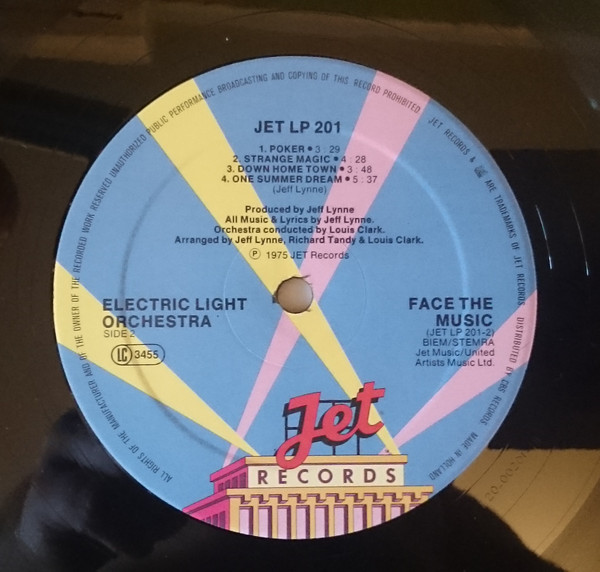 ALL RIGHTS OF THE MANUFACTURER AND OF THE OWNER OF THE RECORDED WORK RESERVED UNAUTHORIZED PUBLIC PERFORMANCE BROADCASTING AND COPYING OF THIS RECORD PROHIBITED JET RECORDS & ARE TRADEMARKS OF JET RECORDS. DISTRIBUTED BY CBS RECORDS. MADE IN HOLLAND
JET LP 201
1. POKER • 3 : 29
2. STRANGE MAGIC • 4 : 28
3. DOWN HOME TOWN • 3 : 48
4. ONE SUMMER DREAM • 5 : 37
(Jeff Lynne)
Produced by Jeff Lynne
All Music & Lyrics by Jeff Lynne.
Orchestra conducted by Louis Clark.
Arranged by Jeff Lynne, Richard Tandy & Louis Clark.
Ⓟ 1975 JET Records
ELECTRIC LIGHT
ORCHESTRA
SIDE 2
LC 3455
FACE THE
MUSIC
(JET LP 201-2)
BIEM/STEMRA
Jet Music/United
Artists Music Ltd.
Jet
RECORDS